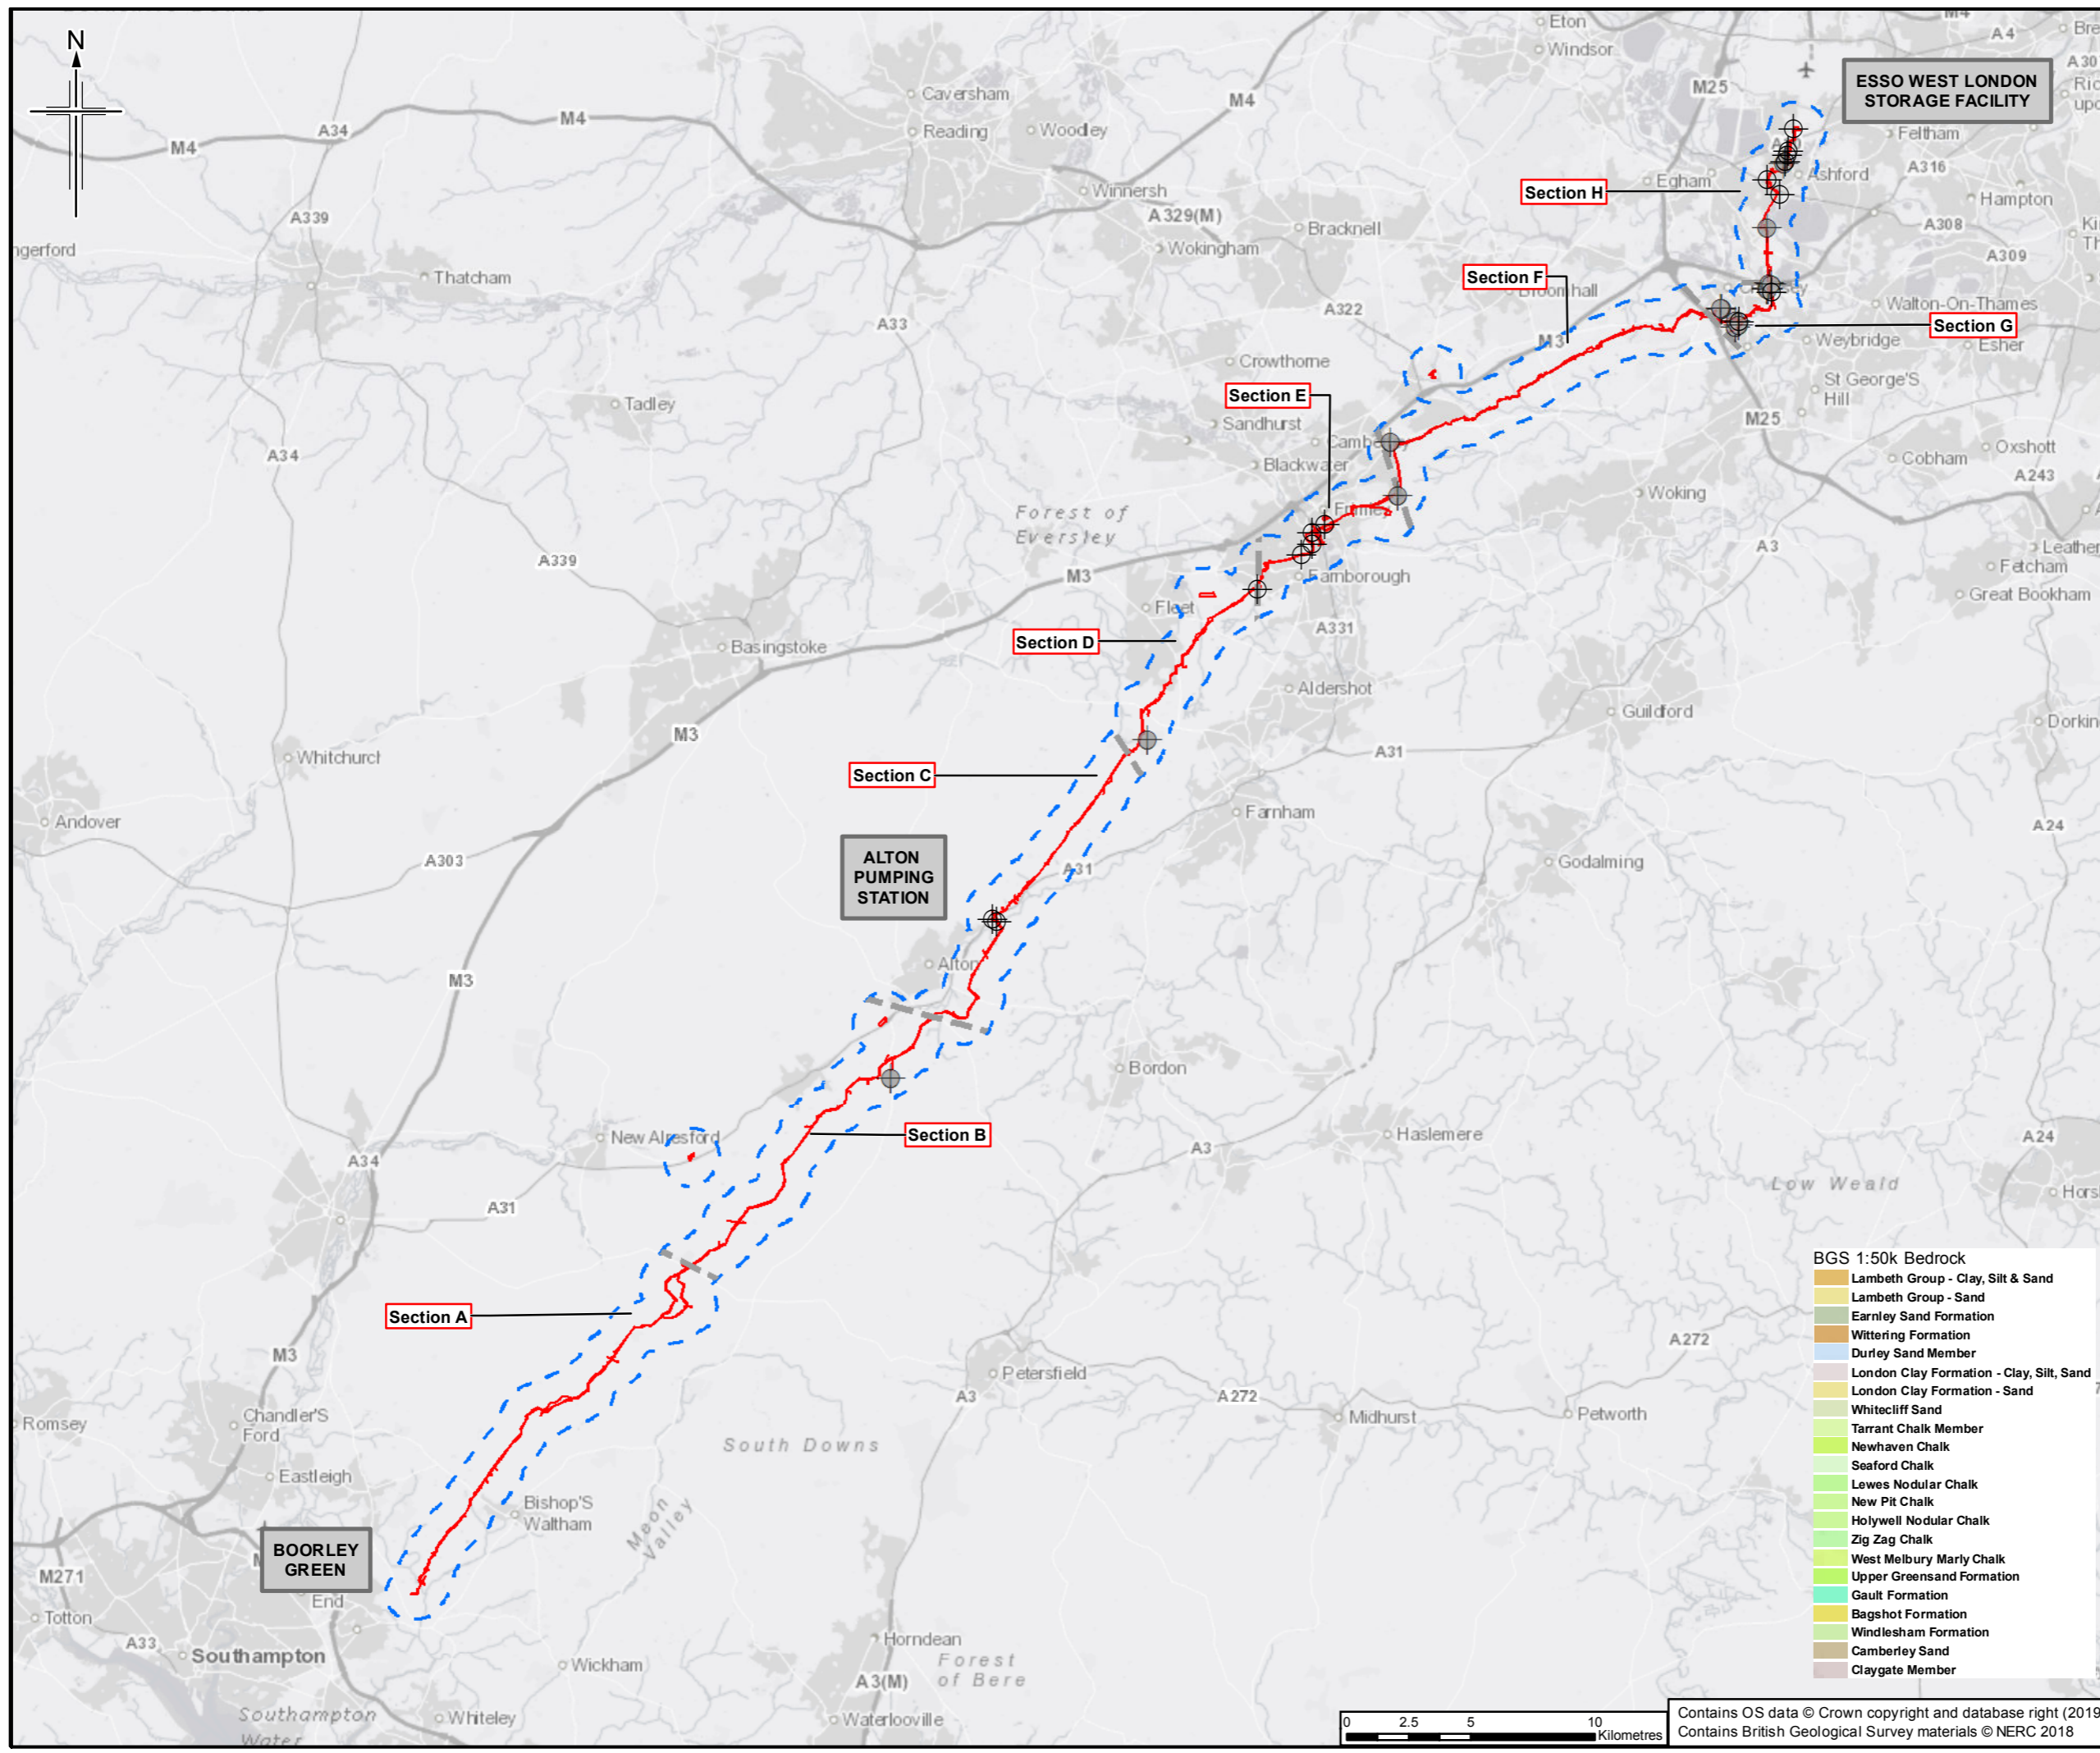 N
Eton
Windsor
M4
A4
M25
ESSO WEST LONDON
STORAGE FACILITY
Caversham
M4
Reading
Woodley
A34
M4
M4
Feltham
Winnersh
A329(M)
Section H
Egham
Ashford
A316
Hampton
A339
Wokingham
Bracknell
A308
Thatcham
Section F
A309
A322
Walton-On-Thames
A33
M3
Section G
Weybridge
Esher
Crowthorne
St George'S
Hill
Section E
Tadley
Sandhurst
M25
A34
Blackwater
Oxshott
Cobham
A243
Woking
Forest of
Eversley
A3
A339
M3
Farnborough
Fetcham
Great Bookham
Fleet
A331
Section D
Basingstoke
Aldershot
Guildford
M3
A31
Whitchurch
Section C
Andover
Farnham
A24
A303
ALTON
PUMPING
STATION
A31
Godalming
M3
Alton
Bordon
New Alresford
Section B
Haslemere
A3
A24
A34
Low Weald
A31
BGS 1:50k Bedrock
Lambeth Group - Clay, Silt & Sand
Lambeth Group - Sand
Earnley Sand Formation
Wittering Formation
Durley Sand Member
London Clay Formation - Clay, Silt, Sand
London Clay Formation - Sand
Whitecliff Sand
Tarrant Chalk Member
Newhaven Chalk
Seaford Chalk
Lewes Nodular Chalk
New Pit Chalk
Holywell Nodular Chalk
Zig Zag Chalk
West Melbury Marly Chalk
Upper Greensand Formation
Gault Formation
Bagshot Formation
Windlesham Formation
Camberley Sand
Claygate Member
Section A
M3
A272
Petersfield
A3
A272
Midhurst
Petworth
Romsey
Chandler'S
Ford
South Downs
Eastleigh
Bishop'S
Waltham
Meon
Valley
BOORLEY
GREEN
M271
End
Totton
A33
Southampton
Horndean
Forest
of Bere
Wickham
A3(M)
Southampton
Water
Whiteley
Waterlooville
0 2.5 5 10
Kilometres
Contains OS data © Crown copyright and database right (2019
Contains British Geological Survey materials © NERC 2018